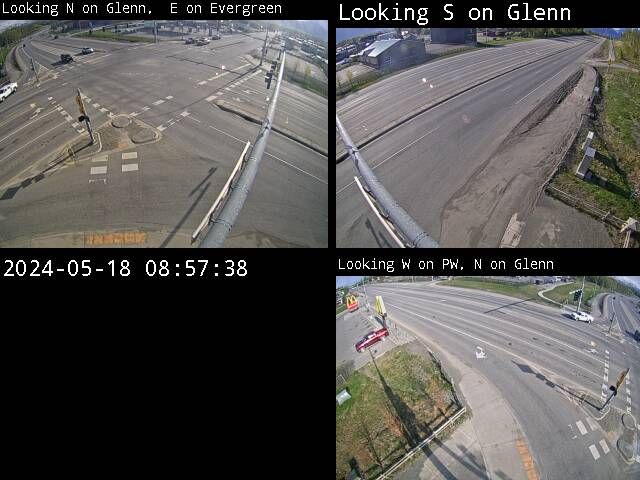 Looking N on Glenn,  E on Evergreen
Looking S on Glenn
2024-05-18 08:57:38
Looking W on PW, N on Glenn